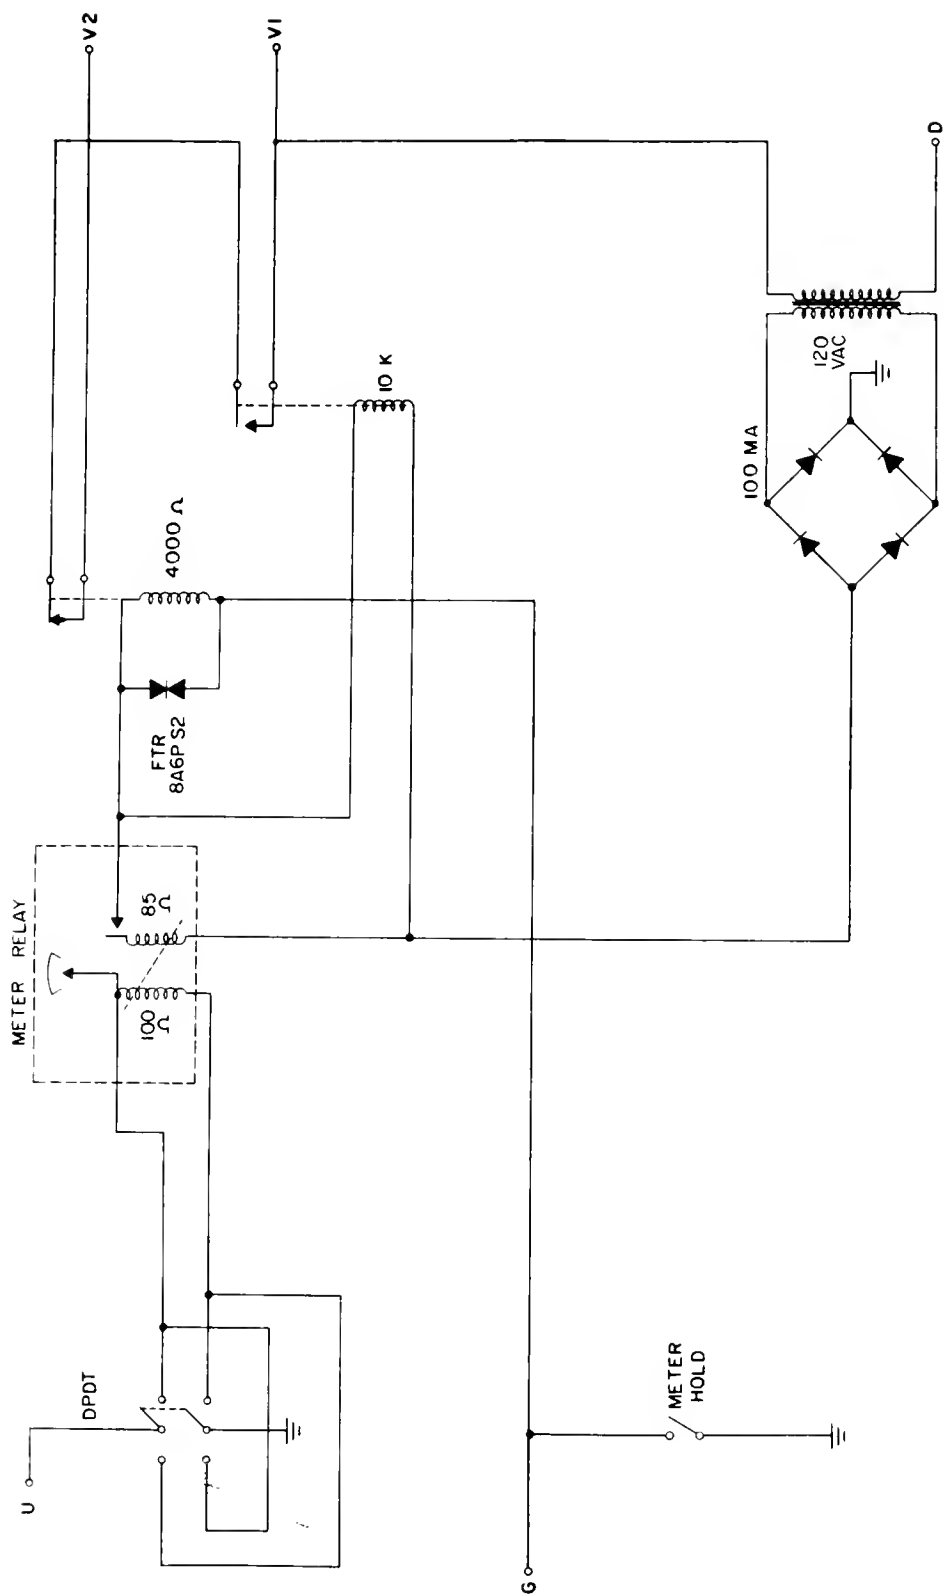 V2
V1
D
10 K
120
VAC
100 MA
4000 Ω
FTR
8A6P S2
METER RELAY
85
Ω
100
Ω
DPDT
U
METER
HOLD
G